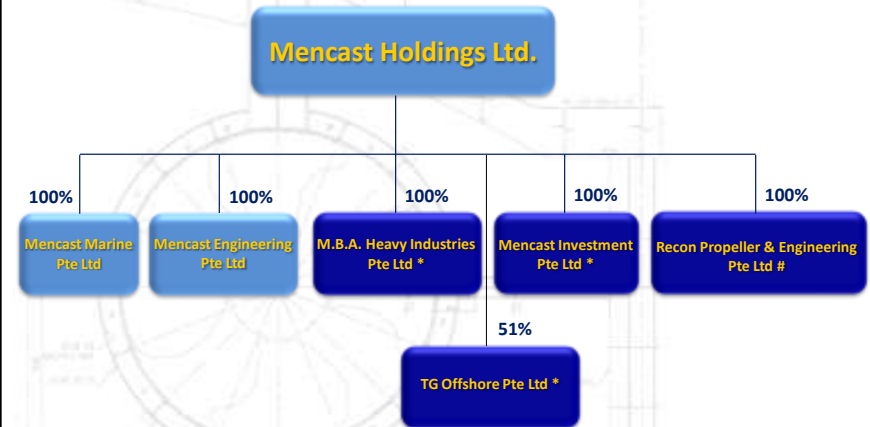 Mencast Holdings Ltd.
100%
100%
100%
100%
100%
Mencast Marine
Pte Ltd
Mencast Engineering
Pte Ltd
M.B.A. Heavy Industries
Pte Ltd *
Mencast Investment
Pte Ltd *
Recon Propeller & Engineering
Pte Ltd #
51%
TG Offshore Pte Ltd *